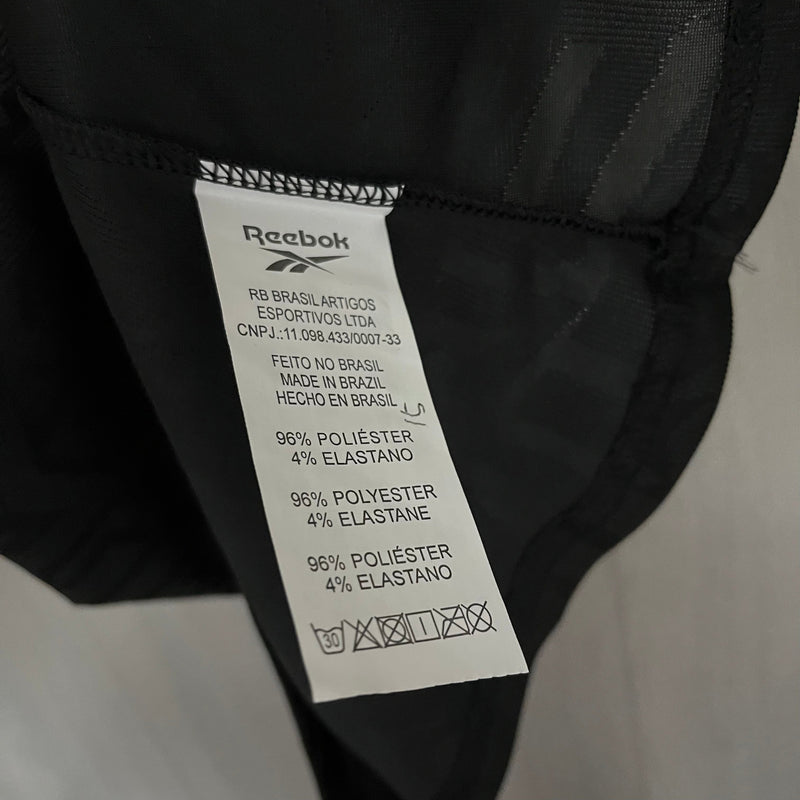 Reebok
RB BRASIL ARTIGOS
ESPORTIVOS LTDA
CNPJ.:11.098.433/0007-33
FEITO NO BRASIL
MADE IN BRAZIL
HECHO EN BRASIL
96% POLIÉSTER
4% ELASTANO
96% POLYESTER
4% ELASTANE
96% POLIÉSTER
4% ELASTANO
30